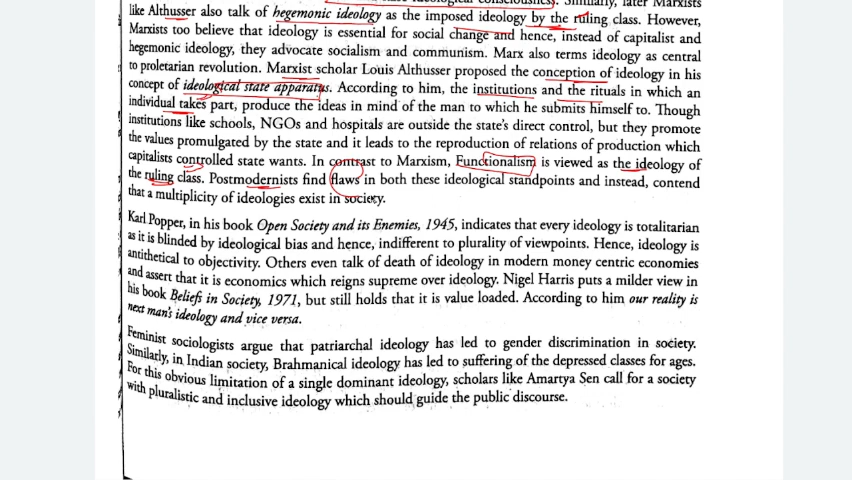 Similarly, later Marxists
like Althusser also talk of hegemonic ideology as the imposed ideology by the ruling class. However,
Marxists too believe that ideology is essential for social change and hence, instead of capitalist and
hegemonic ideology, they advocate socialism and communism. Marx also terms ideology as central
to proletarian revolution. Marxist scholar Louis Althusser proposed the conception of ideology in his
concept of ideological state apparatus. According to him, the institutions and the rituals in which an
individual takes part, produce the ideas in mind of the man to which he submits himself to. Though
institutions like schools, NGOs and hospitals are outside the state's direct control, but they promote
the values promulgated by the state and it leads to the reproduction of relations of production which
capitalists controlled state wants. In contrast to Marxism, Functionalism is viewed as the ideology of
the ruling class. Postmodernists find flaws in both these ideological standpoints and instead, contend
that a multiplicity of ideologies exist in society.
Karl Popper, in his book Open Society and its Enemies, 1945, indicates that every ideology is totalitarian
as it is blinded by ideological bias and hence, indifferent to plurality of viewpoints. Hence, ideology is
antithetical to objectivity. Others even talk of death of ideology in modern money centric economies
and assert that it is economics which reigns supreme over ideology. Nigel Harris puts a milder view in
his book Beliefs in Society, 1971, but still holds that it is value loaded. According to him our reality is
next man's ideology and vice versa.
Feminist sociologists argue that patriarchal ideology has led to gender discrimination in society.
Similarly, in Indian society, Brahmanical ideology has led to suffering of the depressed classes for ages.
For this obvious limitation of a single dominant ideology, scholars like Amartya Sen call for a society
with pluralistic and inclusive ideology which should guide the public discourse.